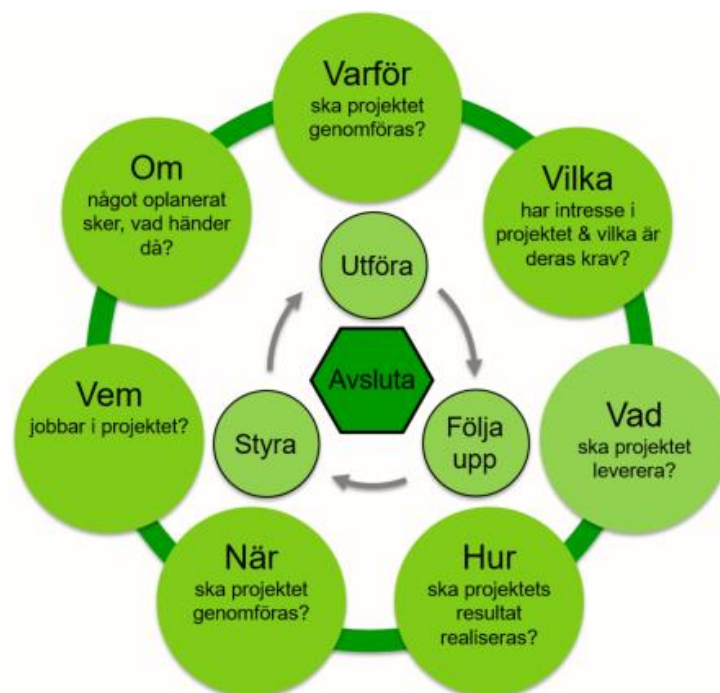 Varför
ska projektet
genomföras?
Vilka
har intresse i
projektet & vilka är
deras krav?
Vad
ska projektet
leverera?
Hur
ska projektets
resultat
realiseras?
När
ska projektet
genomföras?
Vem
jobbar i projektet?
Om
något oplanerat
sker, vad händer
då?
Utföra
Följa
upp
Styra
Avsluta